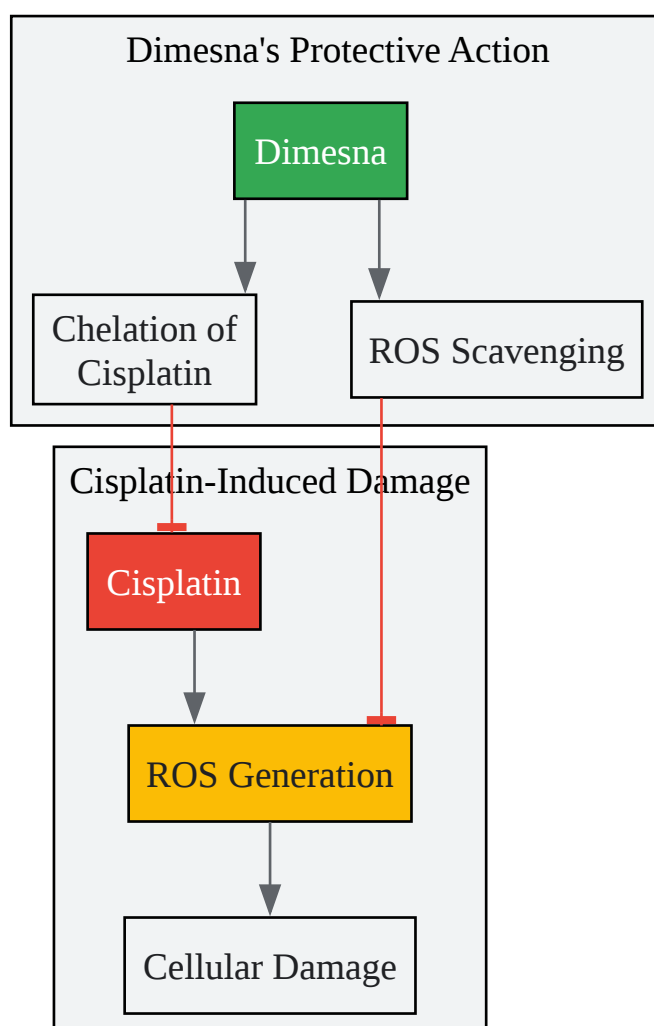 Dimesna's Protective Action
Dimesna
Chelation of
Cisplatin
ROS Scavenging
Cisplatin-Induced Damage
Cisplatin
ROS Generation
Cellular Damage